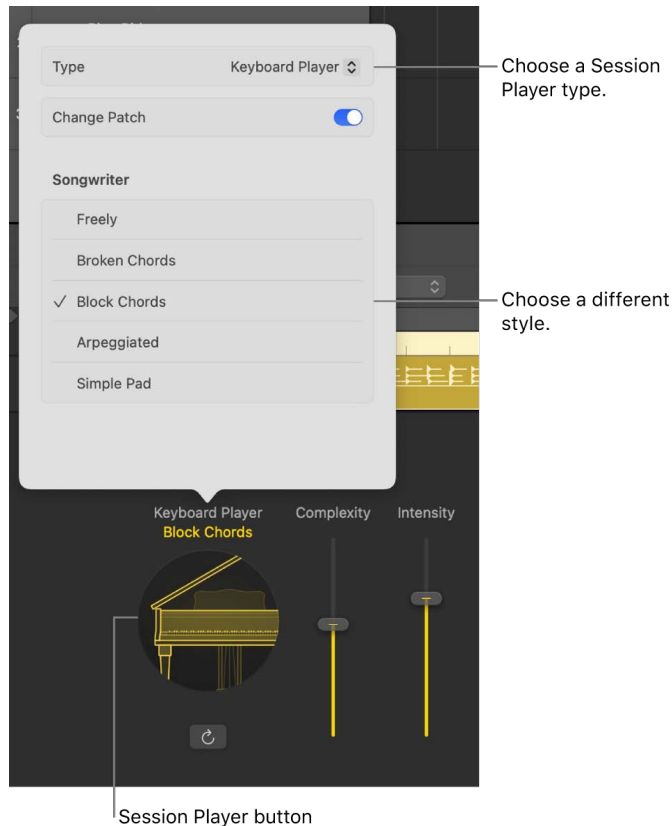 Type
Keyboard Player
Choose a Session
Player type.
Change Patch
Songwriter
Freely
Broken Chords
Block Chords
Choose a different
style.
Arpeggiated
Simple Pad
Keyboard Player
Block Chords
Complexity
Intensity
Session Player button